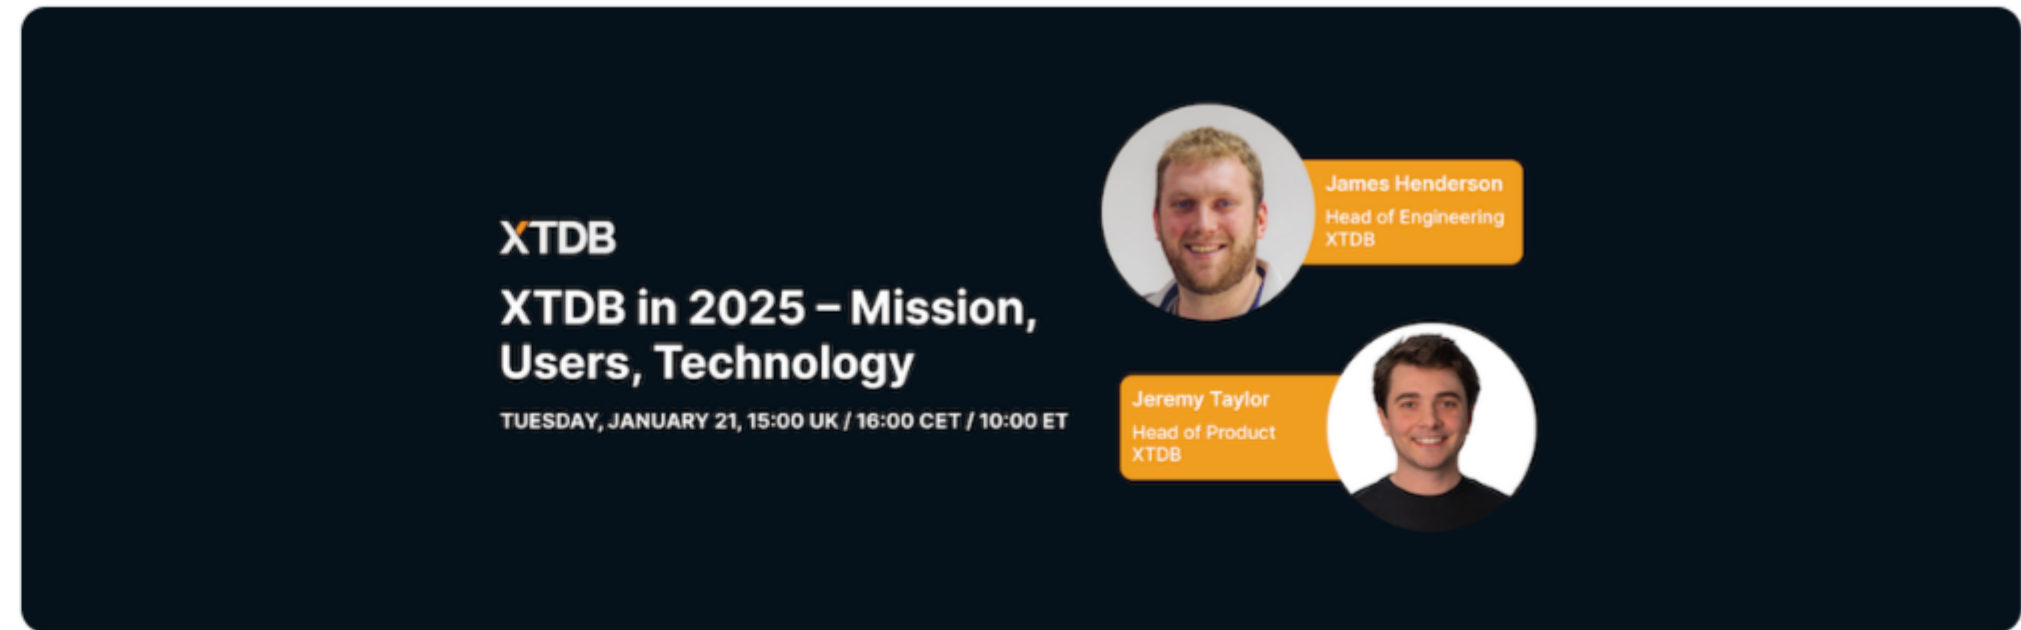 XTDB
XTDB in 2025 – Mission,
Users, Technology
TUESDAY, JANUARY 21, 15:00 UK / 16:00 CET / 10:00 ET
James Henderson
Head of Engineering
XTDB
Jeremy Taylor
Head of Product
XTDB